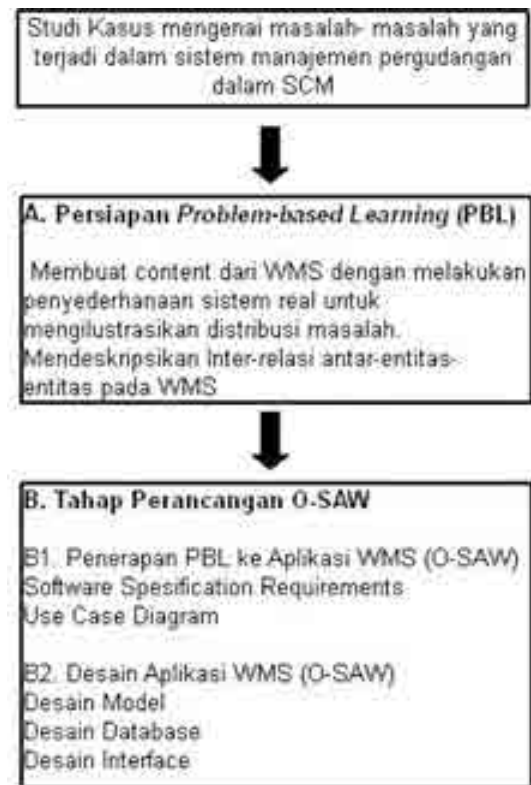 Studi Kasus mengenai masalah- masalah yang
terjadi dalam sistem manajemen pergudangan
dalam SCM
A. Persiapan Problem-based Learning (PBL)
Membuat content dari WMS dengan melakukan
penyederhanaan sistem real untuk
mengilustrasikan distribusi masalah.
Mendeskripsikan Inter-relasi antar-entitas-
entitas pada WMS
B. Tahap Perancangan O-SAW
B1. Penerapan PBL ke Aplikasi WMS (O-SAW)
Software Spesification Requirements
Use Case Diagram
B2. Desain Aplikasi WMS (O-SAW)
Desain Model
Desain Database
Desain Interface